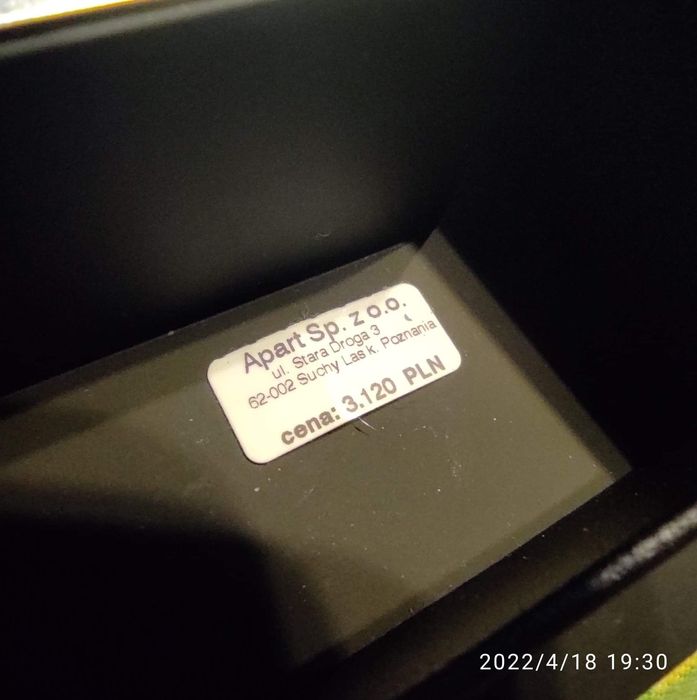 Apart Sp. z o.o.
ul. Stara Droga 3
62-002 Suchy Las k. Poznania
cena: 3.120 PLN
2022/4/18 19:30